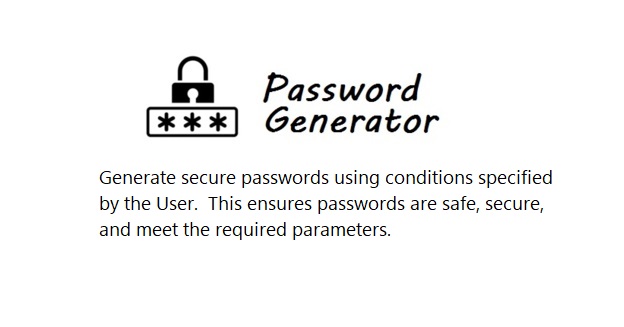 Password
Generator
***
Generate secure passwords using conditions specified
by the User.  This ensures passwords are safe, secure,
and meet the required parameters.